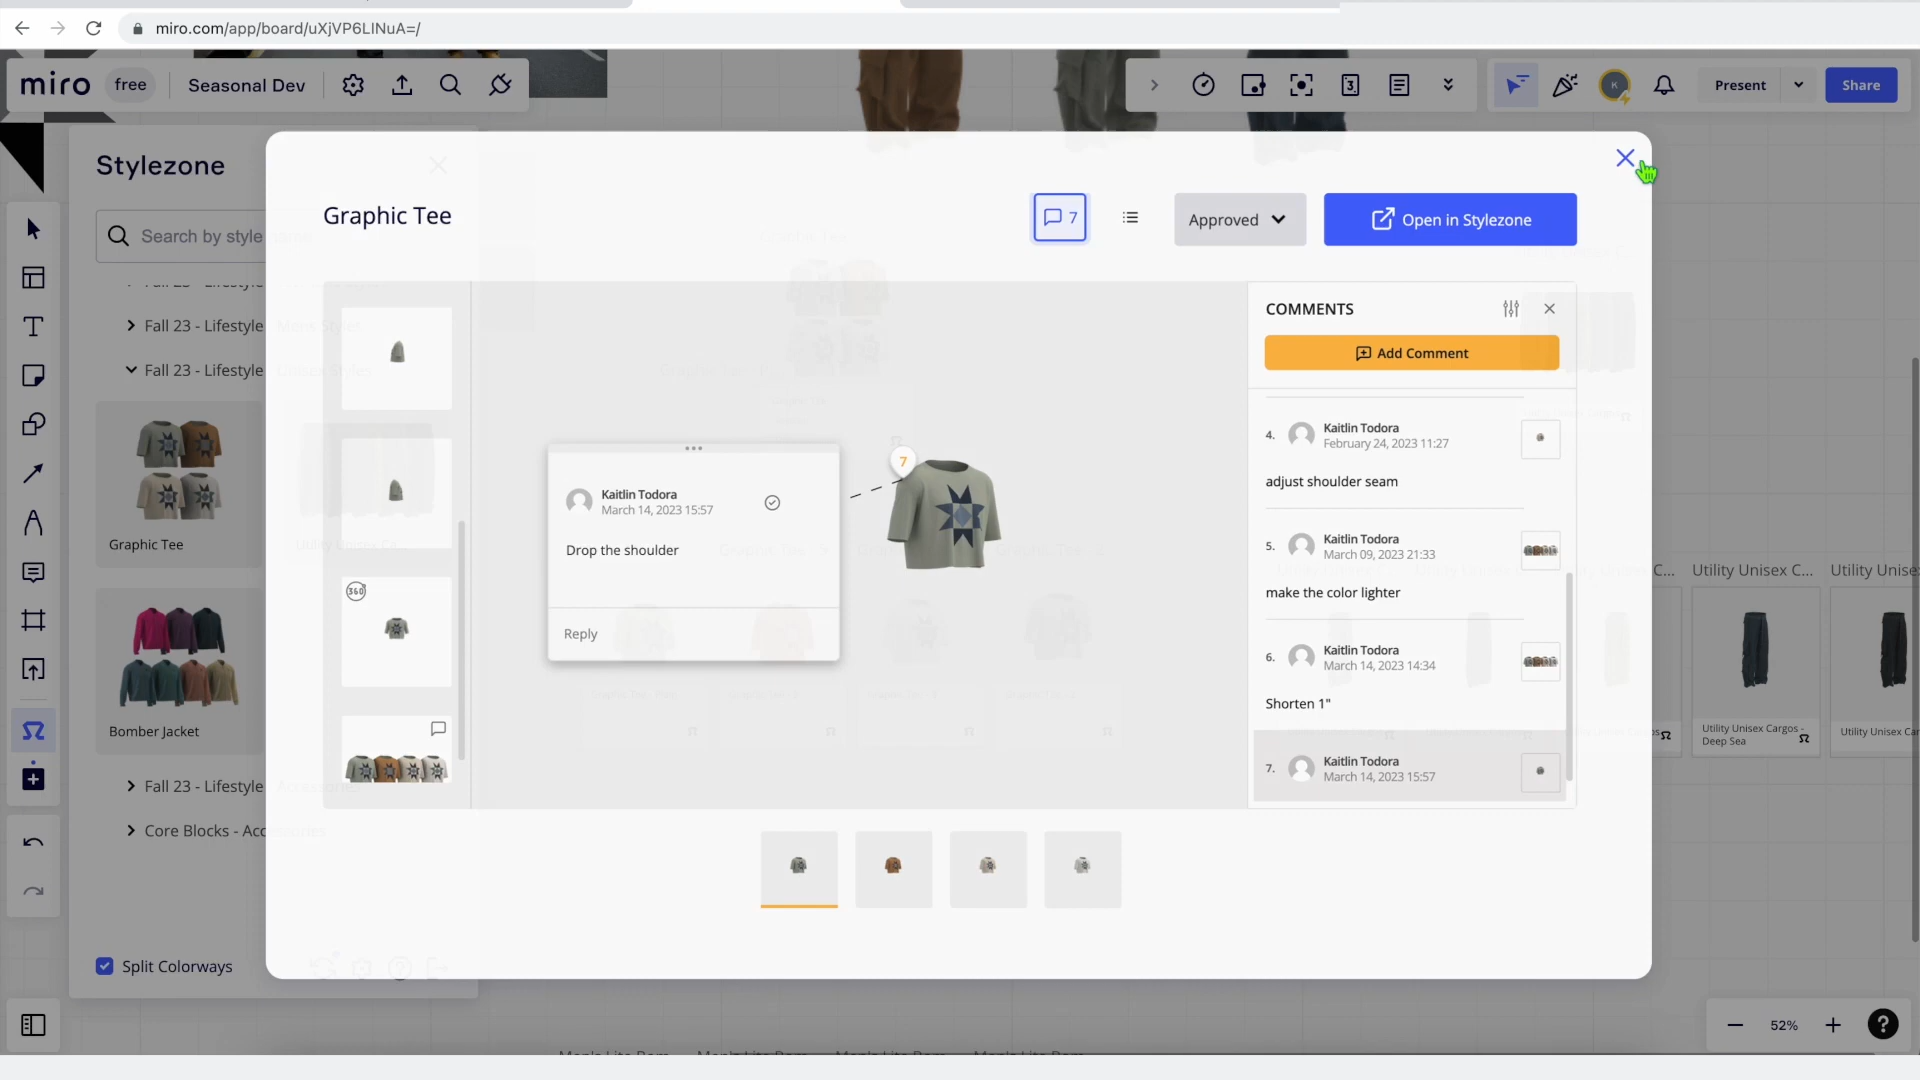 miro.com/app/board/uXjVP6LINuA=/
miro
free
Seasonal Dev
Present
Share
Stylezone
Search by style
Fall 23 - Lifestyle
Fall 23 - Lifestyle
Graphic Tee
Bomber Jacket
Fall 23 - Lifestyle
Core Blocks - Accessories
Split Colorways
Graphic Tee
7
Approved
Open in Stylezone
360
Kaitlin Todora
March 14, 2023 15:57
Drop the shoulder
Reply
7
COMMENTS
Add Comment
4.
Kaitlin Todora
February 24, 2023 11:27
adjust shoulder seam
5.
Kaitlin Todora
March 09, 2023 21:33
make the color lighter
6.
Kaitlin Todora
March 14, 2023 14:34
Shorten 1"
7.
Kaitlin Todora
March 14, 2023 15:57
Utility Unisex C...
Utility Unise
Utility Unisex Cargos -
Deep Sea
Utility Unisex Car
52%